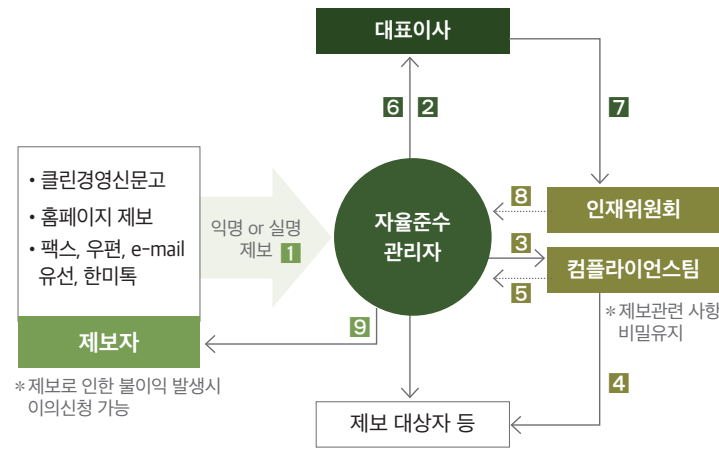 대표이사
6 2
7
• 클린경영신문고
• 홈페이지 제보
• 팩스, 우편, e-mail
유선, 한미톡
제보자
*제보로 인한 불이익 발생시
이의신청 가능
익명 or 실명
제보 1
자율준수
관리자
8
인재위원회
3
컴플라이언스팀
5
*제보관련 사항
비밀유지
9
4
제보 대상자 등